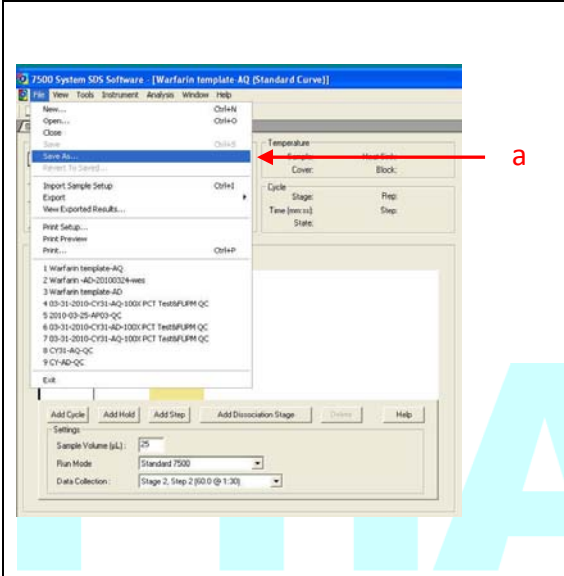 7500 System SDS Software - [Warfarin template-AQ (Standard Curve)]
File View Tools Instrument Analysis Window Help
New... Ctrl+N
Open... Ctrl+O
Close
Save Ctrl+S
Save As...
Revert To Saved...
Import Sample Setup Ctrl+I
Export
View Exported Results...
Print Setup...
Print Preview
Print... Ctrl+P
1 Warfarin template-AQ
2 Warfarin -AD-20100324-wes
3 Warfarin template-AD
4 03-31-2010-CY31-AQ-100X PCT Test&FUPM QC
5 2010-03-25-AP03-QC
6 03-31-2010-CY31-AD-100X PCT Test&FUPM QC
7 03-31-2010-CY31-AQ-100X PCT Test&FUPM QC
8 CY31-AQ-QC
9 CY-AD-QC
Exit
Temperature
Sample: Heat Sink:
Cover: Block:
Cycle
Stage: Rep:
Time (mm:ss): Step:
State:
a
Add Cycle Add Hold Add Step Add Dissociation Stage Delete Help
Settings
Sample Volume (µL) : 25
Run Mode Standard 7500
Data Collection : Stage 2, Step 2 (60.0 @ 1:30)